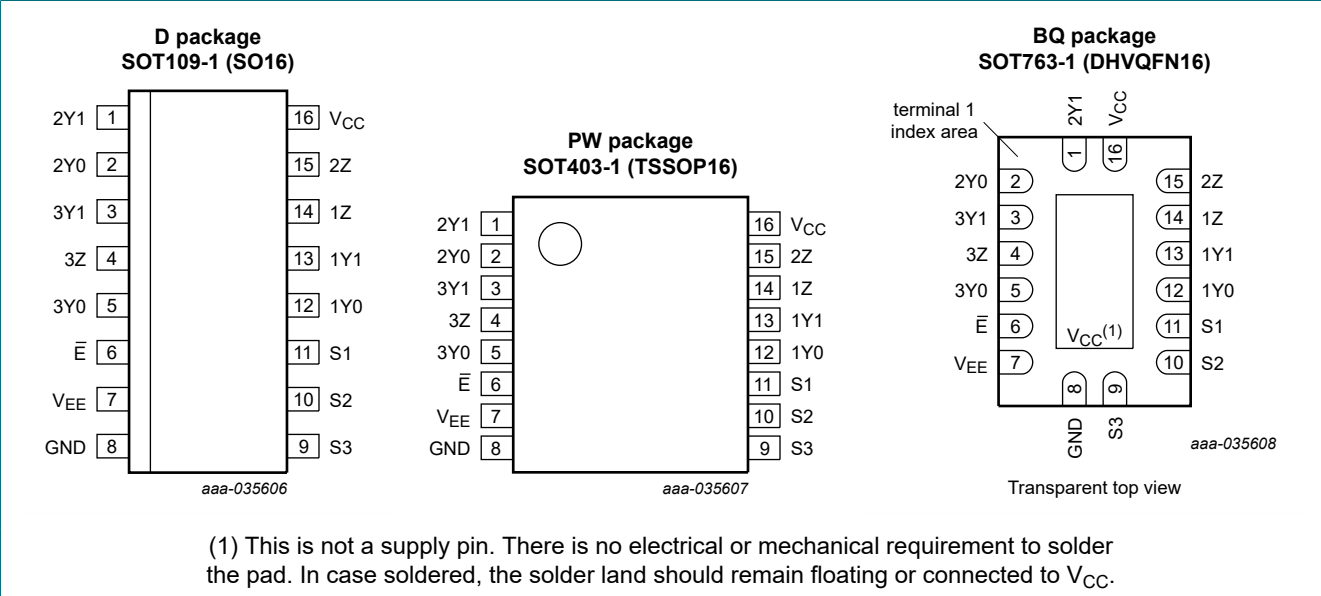 D package
SOT109-1 (SO16)
2Y1 1 16 VCC
2Y0 2 15 2Z
3Y1 3 14 1Z
3Z 4 13 1Y1
3Y0 5 12 1Y0
E̅ 6 11 S1
VEE 7 10 S2
GND 8 9 S3
aaa-035606
PW package
SOT403-1 (TSSOP16)
2Y1 1 16 VCC
2Y0 2 15 2Z
3Y1 3 14 1Z
3Z 4 13 1Y1
3Y0 5 12 1Y0
E̅ 6 11 S1
VEE 7 10 S2
GND 8 9 S3
aaa-035607
BQ package
SOT763-1 (DHVQFN16)
terminal 1
index area
2Y1 VCC
1 16
2Y0 2 15 2Z
3Y1 3 14 1Z
3Z 4 13 1Y1
3Y0 5 12 1Y0
E̅ 6 11 S1
VCC(1)
VEE 7 10 S2
8 9
GND S3
aaa-035608
Transparent top view
(1) This is not a supply pin. There is no electrical or mechanical requirement to solder
the pad. In case soldered, the solder land should remain floating or connected to VCC.